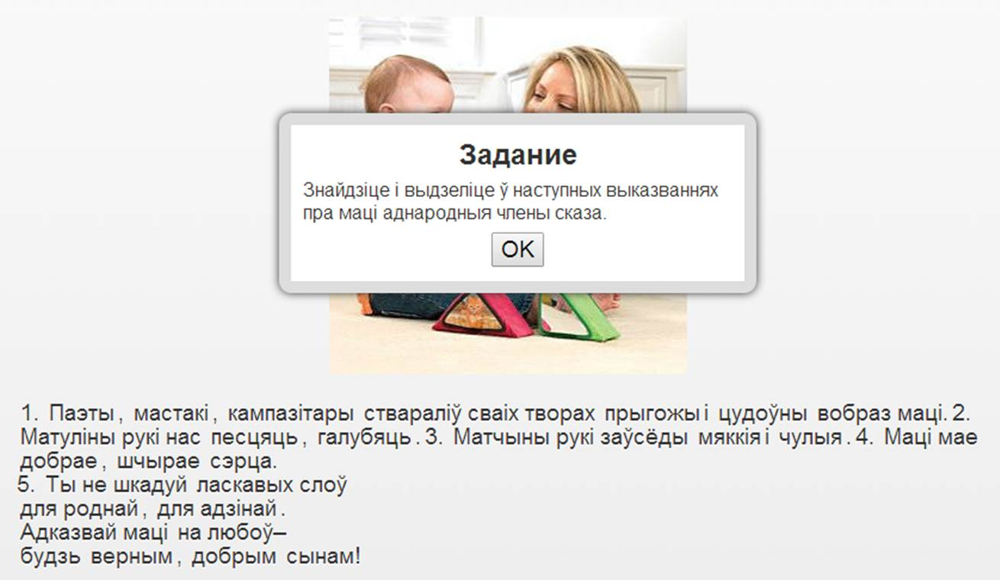 Задание
Знайдзіце і выдзеліце ў наступных выказваннях
пра маці аднародныя члены сказа.
OK
1. Паэты, мастакі, кампазітары ствараліў сваіх творах прыгожыі цудоўны вобраз маці. 2.
Матуліны рукі нас песцяць, галубяць. 3. Матчыны рукі заўсёды мяккія і чулыя. 4. Маці мае
добрае, шчырае сэрца.
5. Ты не шкадуй ласкавых слоў
для роднай, для адзінай.
Адказвай маці на любоў–
будзь верным, добрым сынам!